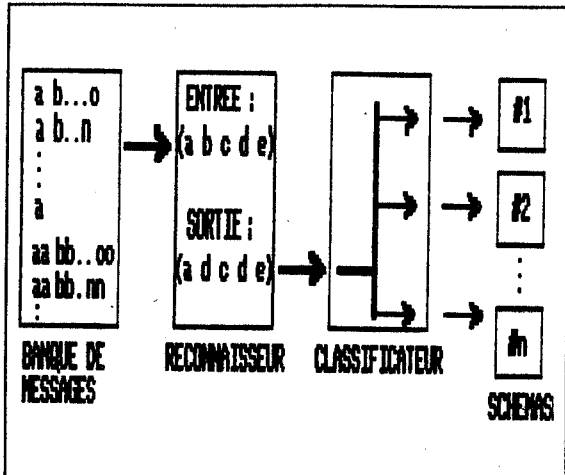 a b...o
a b..n
:
:
a
aa bb..oo
aa bb.nn
:
BANQUE DE
MESSAGES
ENTREE :
(a b c d e)
SORTIE :
(a d c d e)
RECONNAISSEUR
CLASSIFICATEUR
#1
#2
:
#n
SCHEMAS